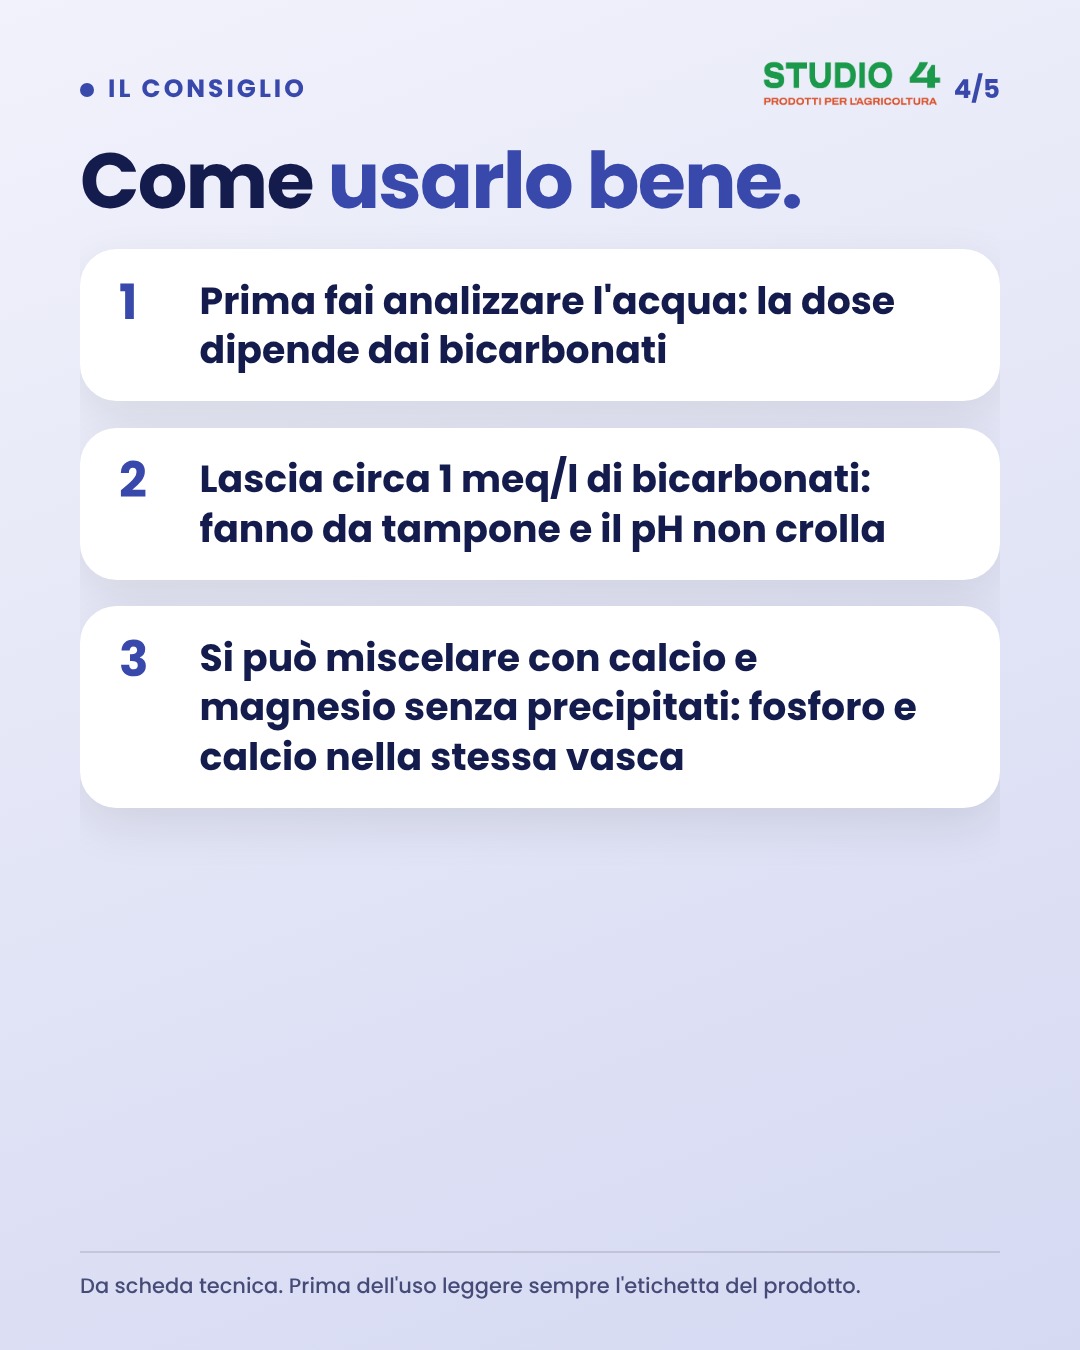 IL CONSIGLIO
STUDIO 4
PRODOTTI PER L'AGRICOLTURA
4/5
Come usarlo bene.
1
Prima fai analizzare l'acqua: la dose
dipende dai bicarbonati
2
Lascia circa 1 meq/l di bicarbonati:
fanno da tampone e il pH non crolla
3
Si può miscelare con calcio e
magnesio senza precipitati: fosforo e
calcio nella stessa vasca
Da scheda tecnica. Prima dell'uso leggere sempre l'etichetta del prodotto.